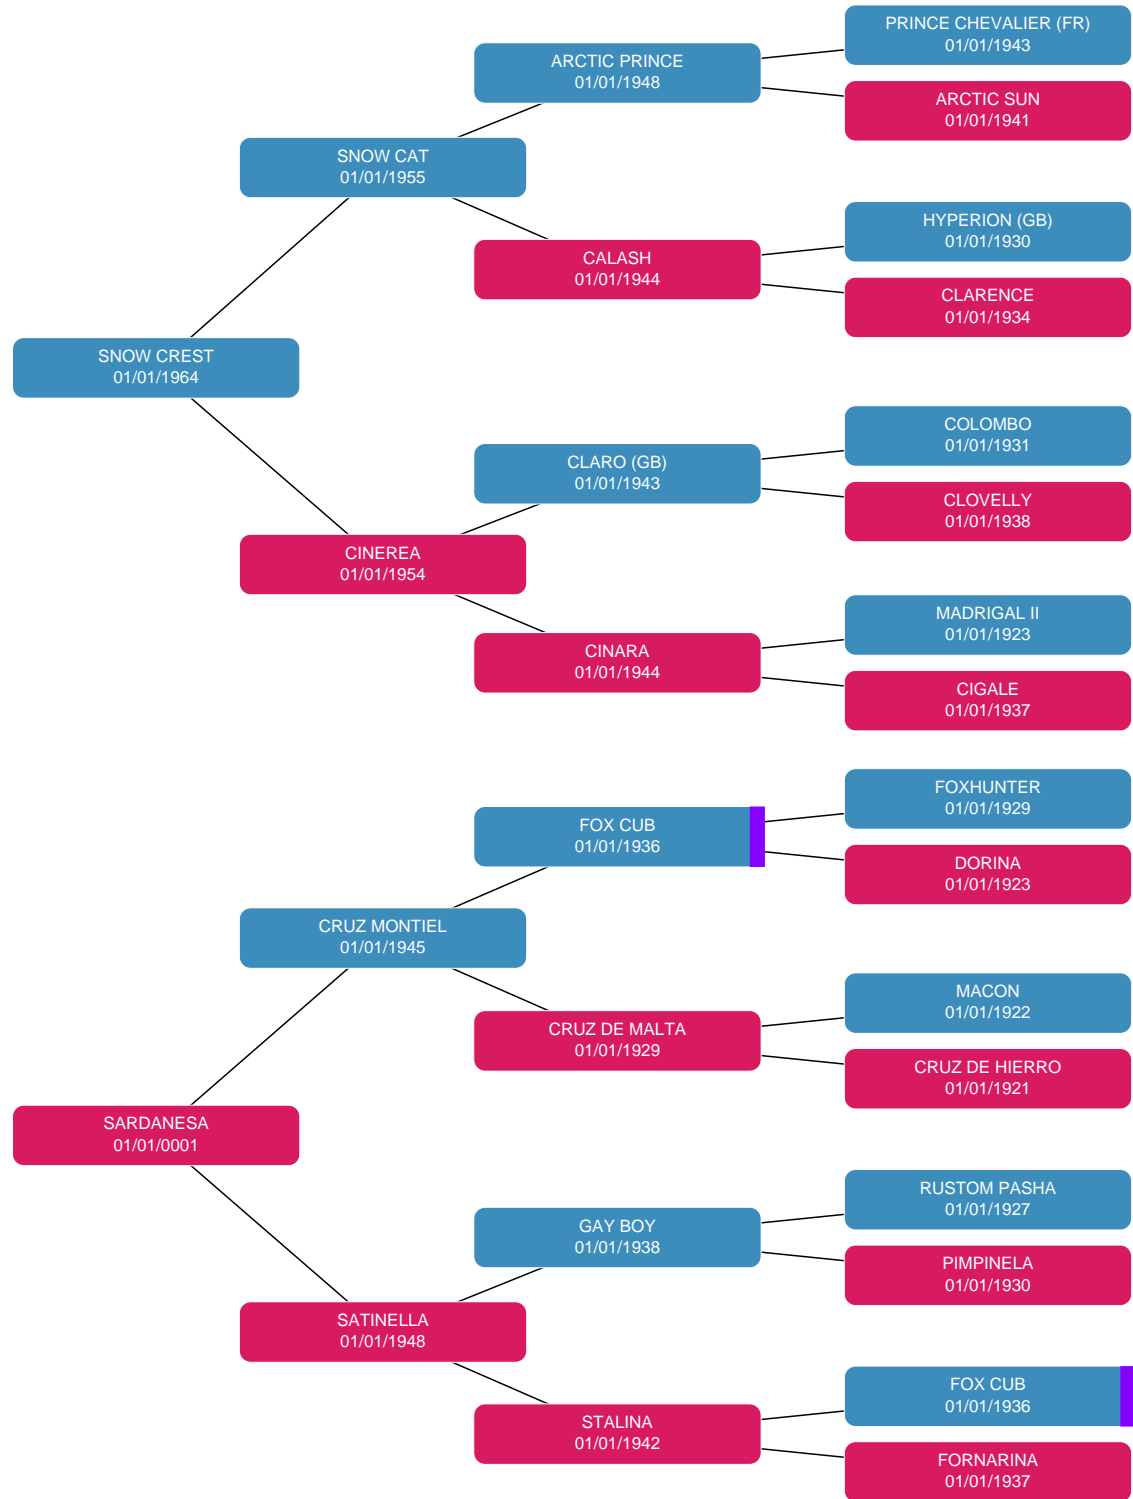 PRINCE CHEVALIER (FR)
01/01/1943
ARCTIC PRINCE
01/01/1948
ARCTIC SUN
01/01/1941
SNOW CAT
01/01/1955
HYPERION (GB)
01/01/1930
CALASH
01/01/1944
CLARENCE
01/01/1934
SNOW CREST
01/01/1964
COLOMBO
01/01/1931
CLARO (GB)
01/01/1943
CLOVELLY
01/01/1938
CINEREA
01/01/1954
MADRIGAL II
01/01/1923
CINARA
01/01/1944
CIGALE
01/01/1937
FOXHUNTER
01/01/1929
FOX CUB
01/01/1936
DORINA
01/01/1923
CRUZ MONTIEL
01/01/1945
MACON
01/01/1922
CRUZ DE MALTA
01/01/1929
CRUZ DE HIERRO
01/01/1921
SARDANESA
01/01/0001
RUSTOM PASHA
01/01/1927
GAY BOY
01/01/1938
PIMPINELA
01/01/1930
SATINELLA
01/01/1948
FOX CUB
01/01/1936
STALINA
01/01/1942
FORNARINA
01/01/1937